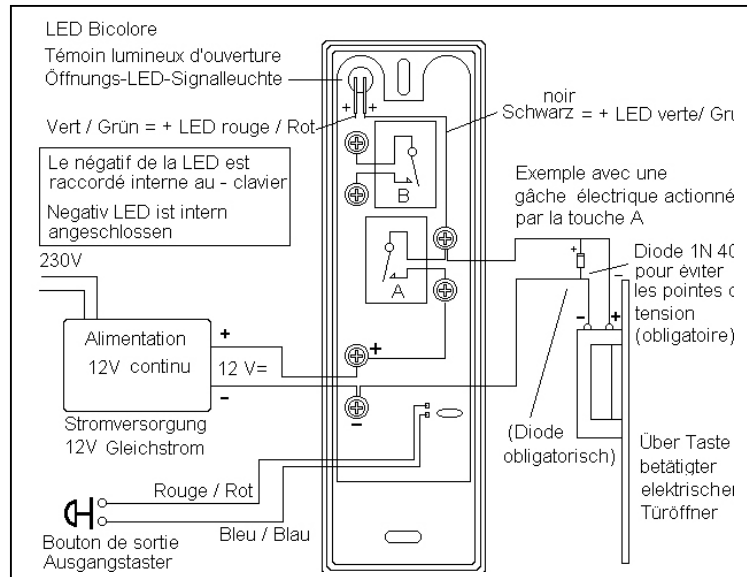 LED Bicolore
Témoin lumineux d'ouverture
Öffnungs-LED-Signalleuchte
+ +
Vert / Grün = + LED rouge / Rot
noir
Schwarz = + LED verte/ Gru
Le négatif de la LED est
raccordé interne au - clavier
Negativ LED ist intern
angeschlossen
B
A
Exemple avec une
gâche électrique actionné
par la touche A
+
Diode 1N 40
pour éviter
les pointes d
tension
(obligatoire)
230V
Alimentation
12V continu
+
12 V=
-
+
-
- +
-
Stromversorgung
12V Gleichstrom
(Diode
obligatorisch)
Über Taste
betätigter
elektrischer
Türöffner
Rouge / Rot
Bleu / Blau
Bouton de sortie
Ausgangstaster